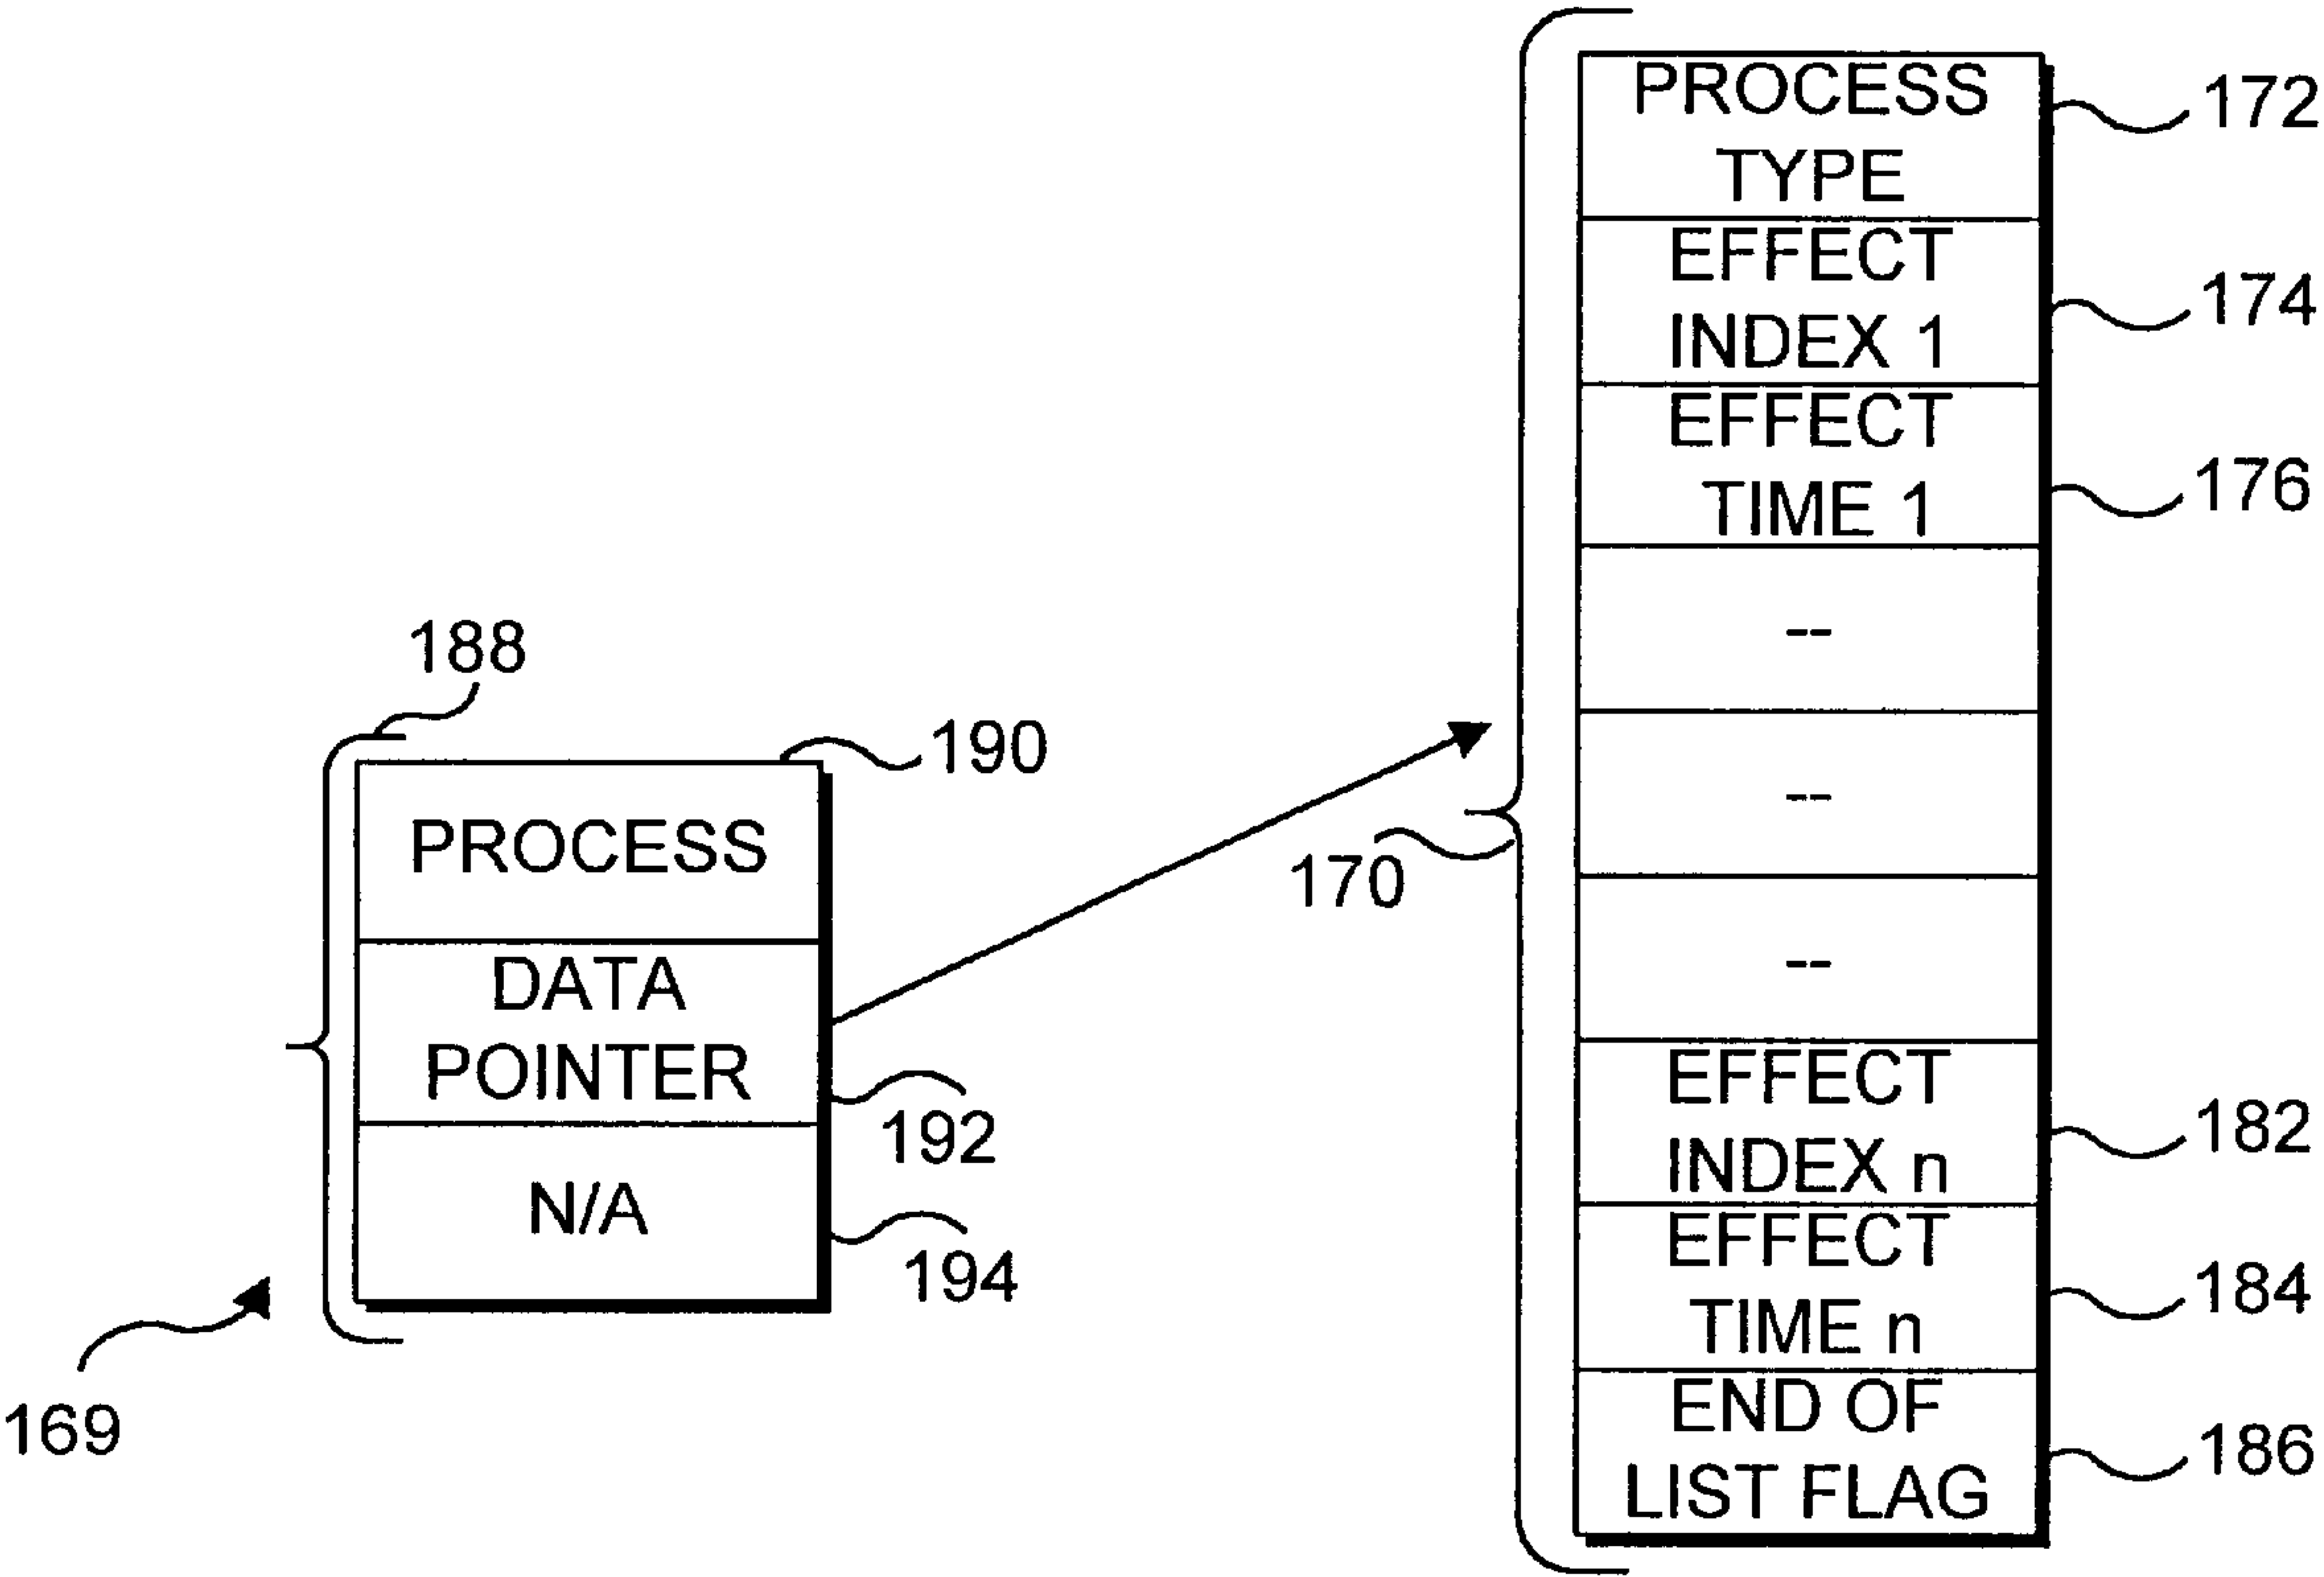 188
190
PROCESS
DATA
POINTER
192
N/A
194
169
170
PROCESS
TYPE
172
EFFECT
INDEX 1
174
EFFECT
TIME 1
176
--
--
--
EFFECT
INDEX n
182
EFFECT
TIME n
184
END OF
LIST FLAG
186